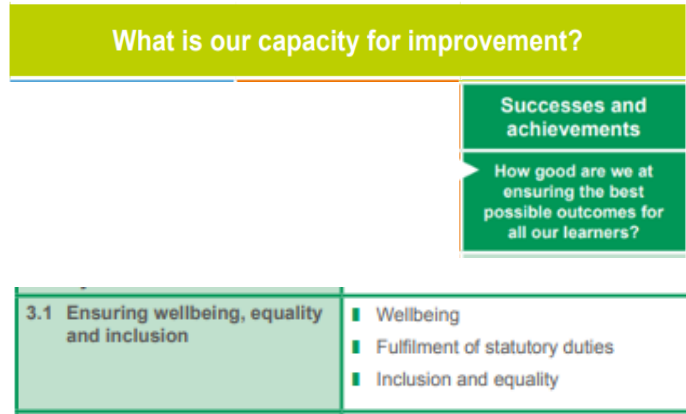 What is our capacity for improvement?
Successes and
achievements
How good are we at
ensuring the best
possible outcomes for
all our learners?
3.1 Ensuring wellbeing, equality
and inclusion
Wellbeing
Fulfilment of statutory duties
Inclusion and equality